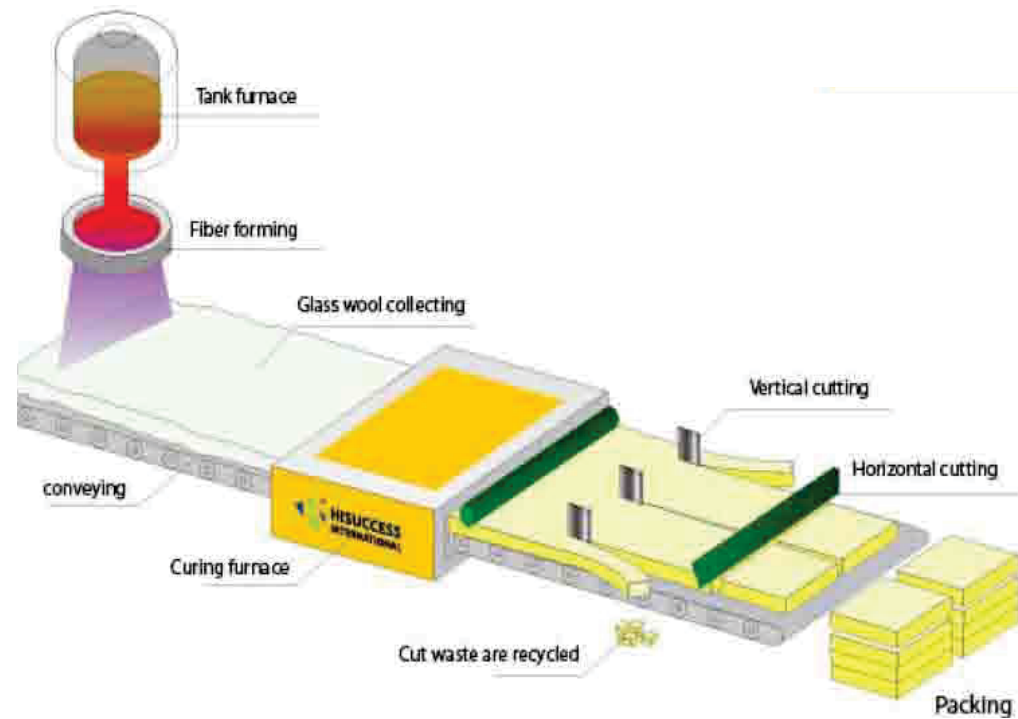 Tank furnace
Fiber forming
Glass wool collecting
Vertical cutting
Horizontal cutting
conveying
HISUCCESS
INTERNATIONAL
Curing furnace
Cut waste are recycled
Packing